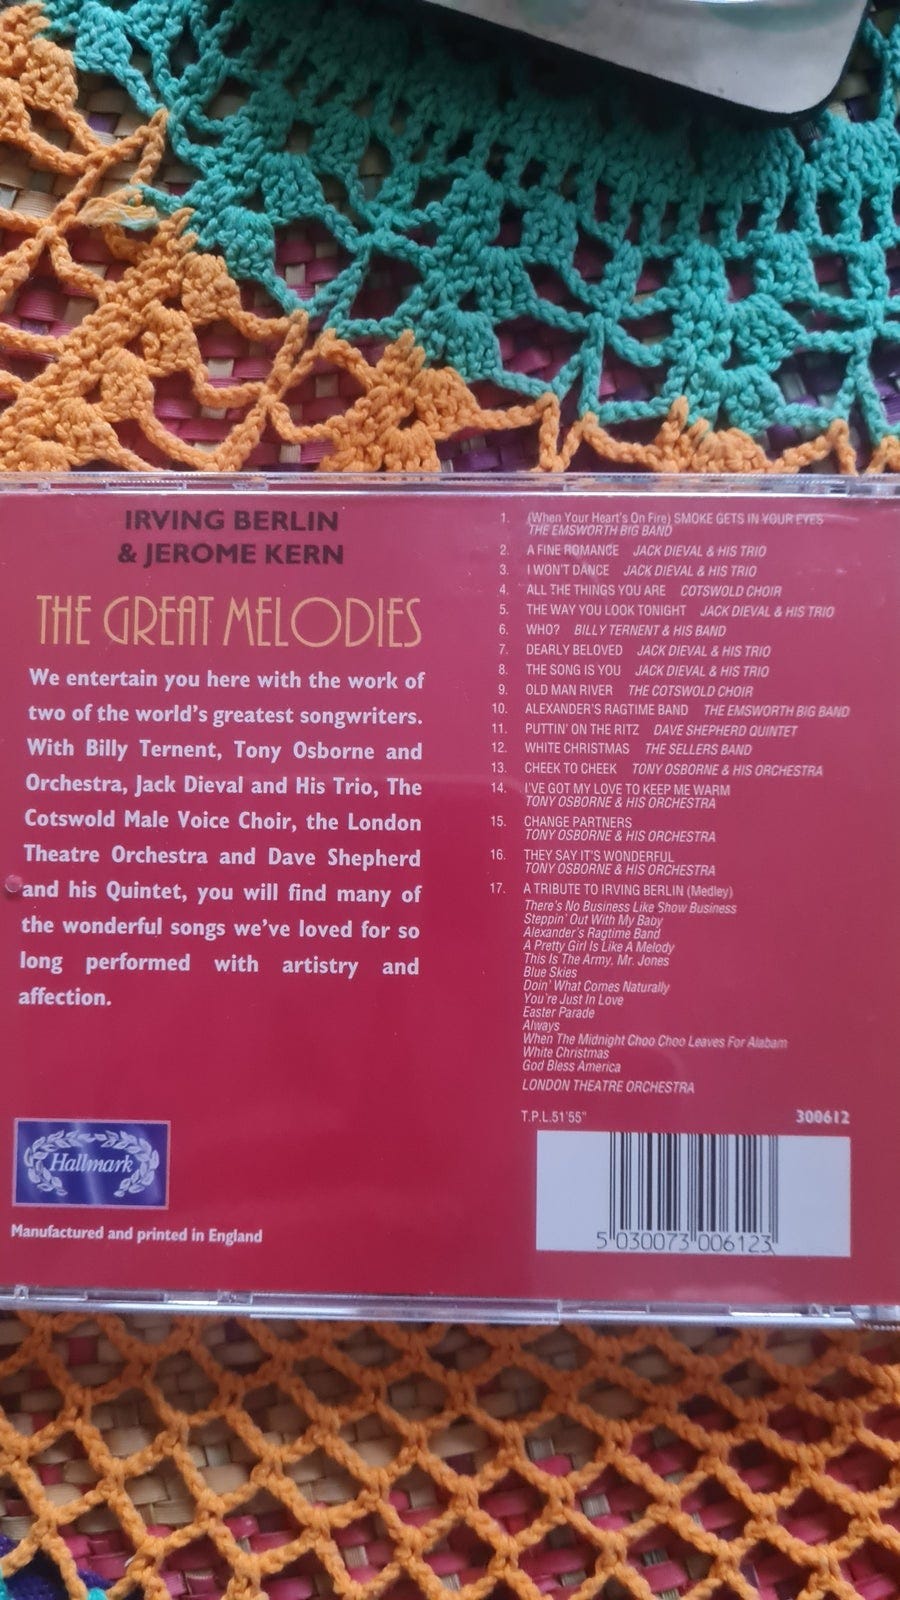 IRVING BERLIN
& JEROME KERN
THE GREAT MELODIES
We entertain you here with the work of
two of the world's greatest songwriters.
With Billy Ternent, Tony Osborne and
Orchestra, Jack Dieval and His Trio, The
Cotswold Male Voice Choir, the London
Theatre Orchestra and Dave Shepherd
and his Quintet, you will find many of
the wonderful songs we've loved for so
long performed with artistry and
affection.
Hallmark
Manufactured and printed in England
1. (When Your Heart's On Fire) SMOKE GETS IN YOUR EYES
THE EMSWORTH BIG BAND
2. A FINE ROMANCE JACK DIEVAL & HIS TRIO
3. I WON'T DANCE JACK DIEVAL & HIS TRIO
4. ALL THE THINGS YOU ARE COTSWOLD CHOIR
5. THE WAY YOU LOOK TONIGHT JACK DIEVAL & HIS TRIO
6. WHO? BILLY TERNENT & HIS BAND
7. DEARLY BELOVED JACK DIEVAL & HIS TRIO
8. THE SONG IS YOU JACK DIEVAL & HIS TRIO
9. OLD MAN RIVER THE COTSWOLD CHOIR
10. ALEXANDER'S RAGTIME BAND THE EMSWORTH BIG BAND
11. PUTTIN' ON THE RITZ DAVE SHEPHERD QUINTET
12. WHITE CHRISTMAS THE SELLERS BAND
13. CHEEK TO CHEEK TONY OSBORNE & HIS ORCHESTRA
14. I'VE GOT MY LOVE TO KEEP ME WARM
TONY OSBORNE & HIS ORCHESTRA
15. CHANGE PARTNERS
TONY OSBORNE & HIS ORCHESTRA
16. THEY SAY IT'S WONDERFUL
TONY OSBORNE & HIS ORCHESTRA
17. A TRIBUTE TO IRVING BERLIN (Medley)
There's No Business Like Show Business
Steppin' Out With My Baby
Alexander's Ragtime Band
A Pretty Girl Is Like A Melody
This Is The Army, Mr. Jones
Blue Skies
Doin' What Comes Naturally
You're Just In Love
Easter Parade
Always
When The Midnight Choo Choo Leaves For Alabam
White Christmas
God Bless America
LONDON THEATRE ORCHESTRA
T.P.L.51'55" 300612
5 030073 006123